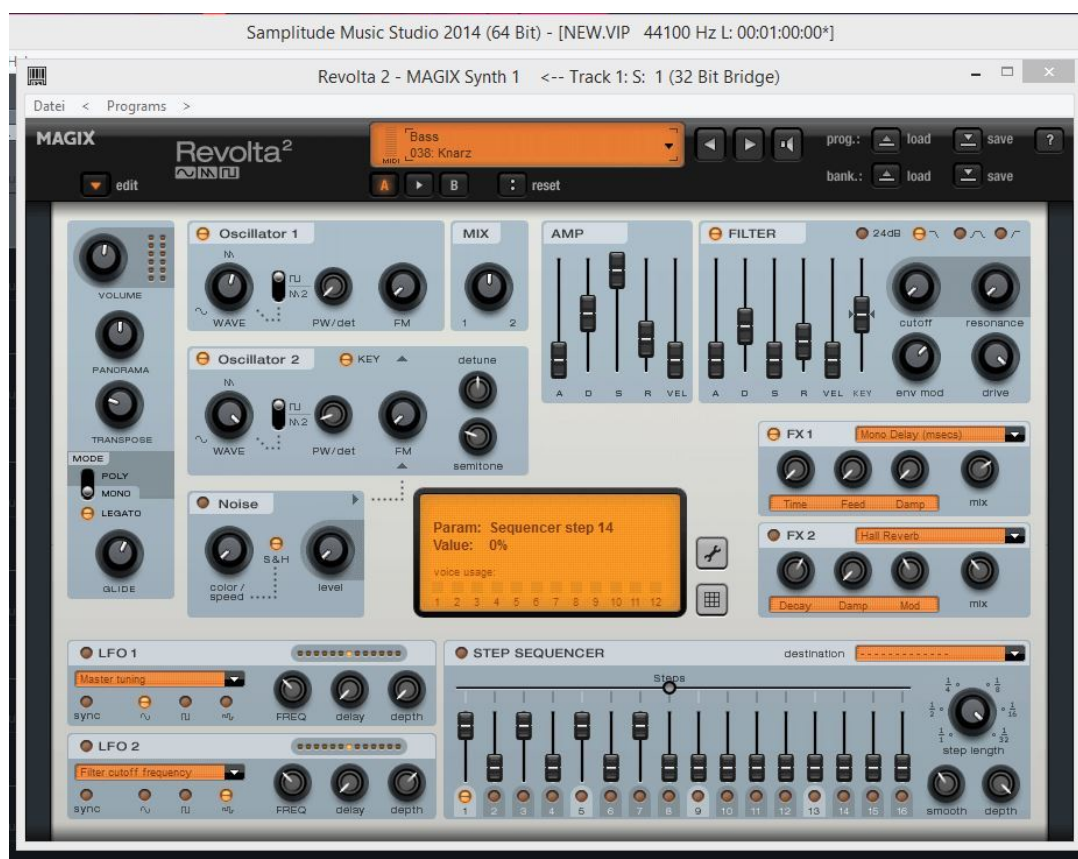 Samplitude Music Studio 2014 (64 Bit) - [NEW.VIP 44100 Hz L: 00:01:00:00*]
Revolta 2 - MAGIX Synth 1 <-- Track 1: S: 1 (32 Bit Bridge)
Datei < Programs >
MAGIX
Revolta²
edit
MIDI
Bass
038: Knarz
A B : reset
prog.: load save ?
bank.: load save
VOLUME
PANORAMA
TRANSPOSE
MODE
POLY
MONO
LEGATO
GLIDE
Oscillator 1
WAVE 2 PW/det FM
MIX
1 2
Oscillator 2 KEY
WAVE 2 PW/det FM
detune
semitone
Noise
S&H
color / speed level
AMP
A D S R VEL
FILTER 24dB
A D S R VEL KEY
cutoff resonance
env mod drive
FX 1 Mono Delay (msecs)
Time Feed Damp mix
FX 2 Hall Reverb
Decay Damp Mod mix
Param: Sequencer step 14
Value: 0%
voice usage:
1 2 3 4 5 6 7 8 9 10 11 12
LFO 1
Master tuning
sync FREQ delay depth
LFO 2
Filter cutoff frequency
sync FREQ delay depth
STEP SEQUENCER destination -------------
Steps
1 2 3 4 5 6 7 8 9 10 11 12 13 14 15 16
1/4 1/8
1/2 1/16
1/1 1/32
step length
smooth depth